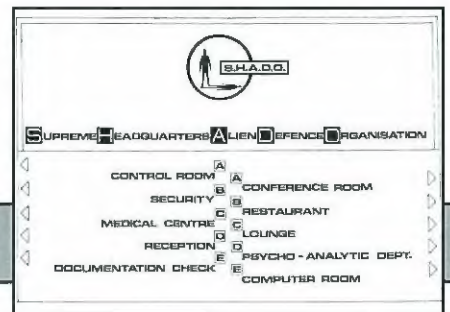 S.H.A.D.O.
SUPREME HEADQUARTERS ALIEN DEFENCE ORGANISATION
A
CONTROL ROOM A
CONFERENCE ROOM
B
SECURITY B
RESTAURANT
C
MEDICAL CENTRE C
LOUNGE
D
RECEPTION D
PSYCHO-ANALYTIC DEPT.
E
DOCUMENTATION CHECK E
COMPUTER ROOM